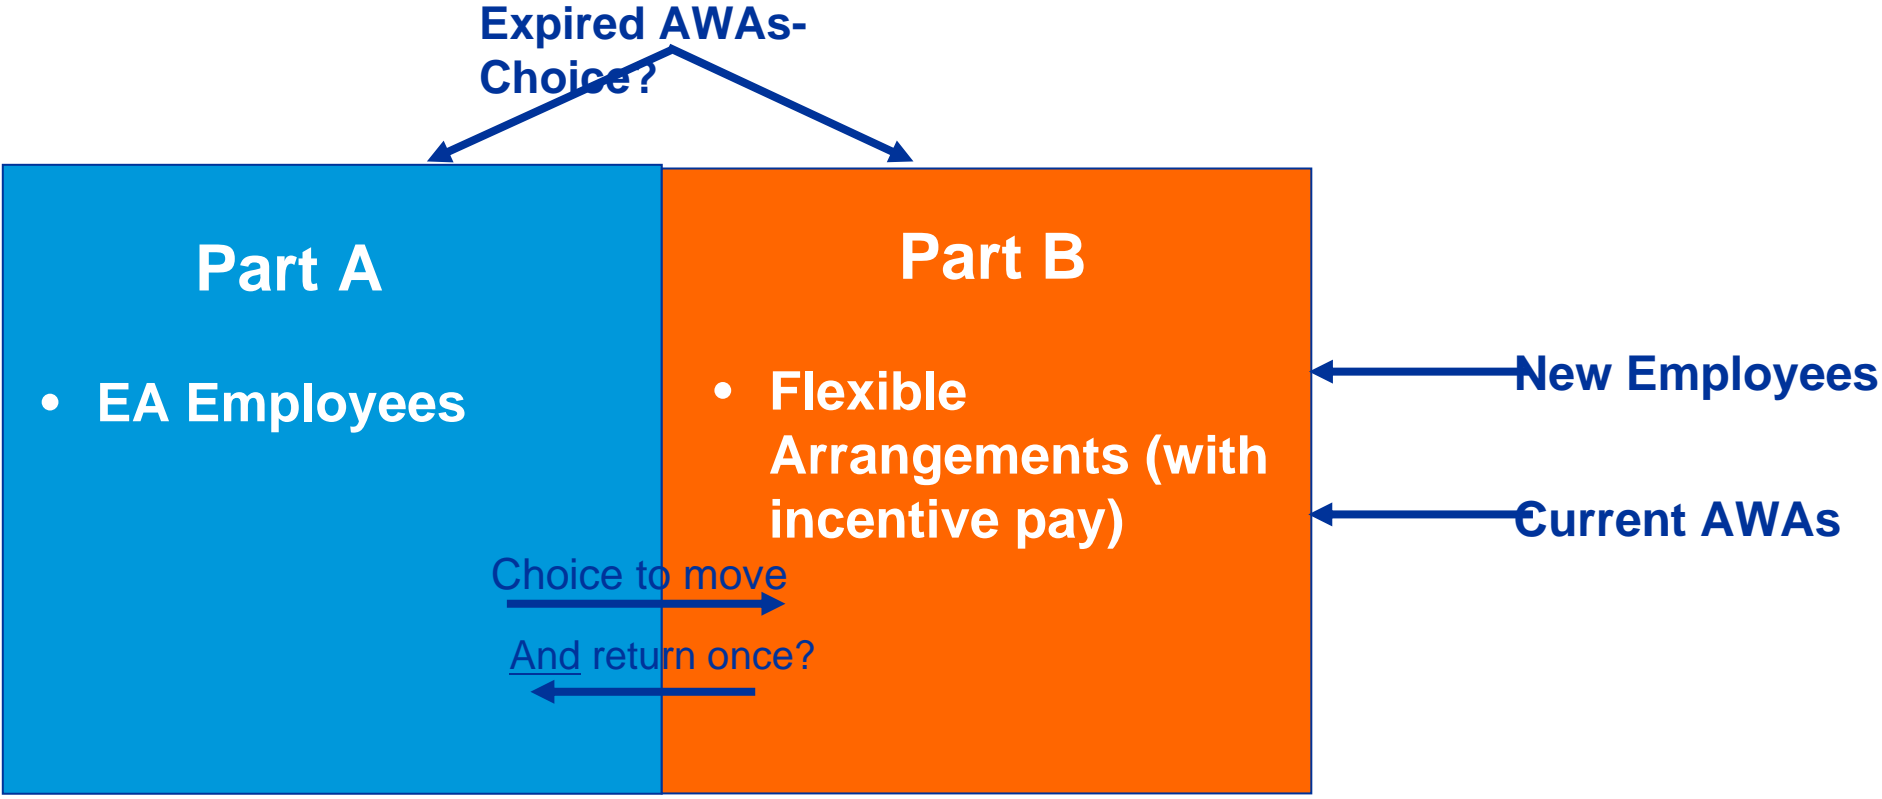 Expired AWAs-
Choice?
Part A
• EA Employees
Part B
• Flexible
Arrangements (with
incentive pay)
Choice to move
And return once?
New Employees
Current AWAs